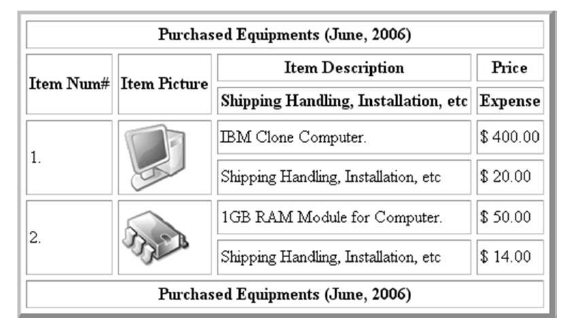 Purchased Equipments (June, 2006)
Item Num# Item Picture Item Description Price
Shipping Handling, Installation, etc Expense
1. IBM Clone Computer. $ 400.00
Shipping Handling, Installation, etc $ 20.00
2. 1GB RAM Module for Computer. $ 50.00
Shipping Handling, Installation, etc $ 14.00
Purchased Equipments (June, 2006)